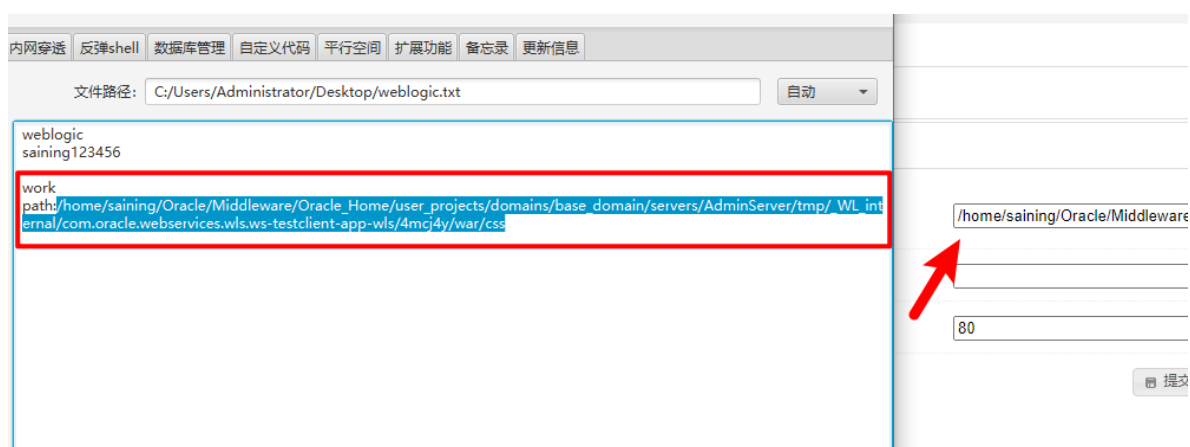 内网穿透 反弹shell 数据库管理 自定义代码 平行空间 扩展功能 备忘录 更新信息
文件路径: C:/Users/Administrator/Desktop/weblogic.txt 自动
weblogic
saining123456
work
path:/home/saining/Oracle/Middleware/Oracle_Home/user_projects/domains/base_domain/servers/AdminServer/tmp/_WL_int
ernal/com.oracle.webservices.wls.ws-testclient-app-wls/4mcj4y/war/css
/home/saining/Oracle/Middleware
80
提交